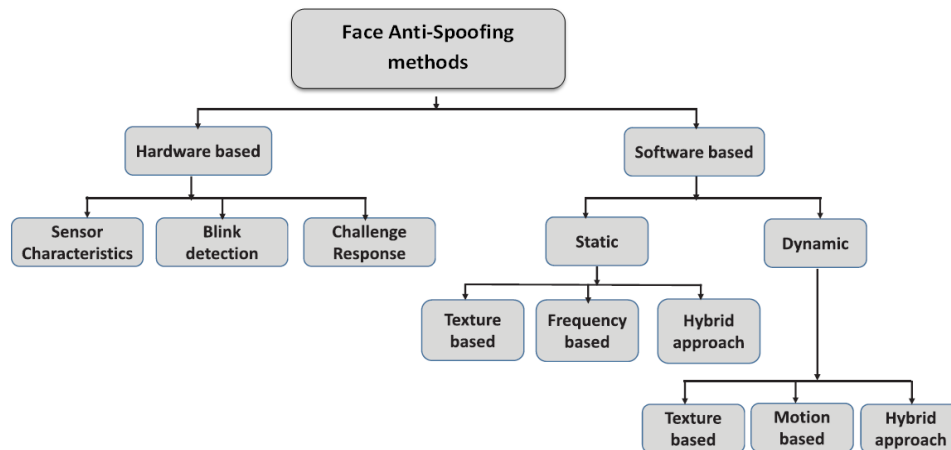 Face Anti-Spoofing
methods
Hardware based
Software based
Sensor
Characteristics
Blink
detection
Challenge
Response
Static
Dynamic
Texture
based
Frequency
based
Hybrid
approach
Texture
based
Motion
based
Hybrid
approach